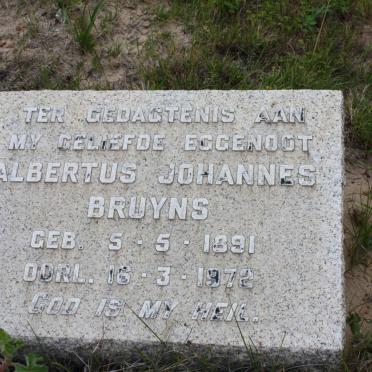 TER GEDAGTENIS AAN
MY GELIEFDE EGGENOOT
ALBERTUS JOHANNES
BRUYNS
GEB. 5 · 5 · 1891
OORL. 16 · 3 · 1972
GOD IS MY HEIL.